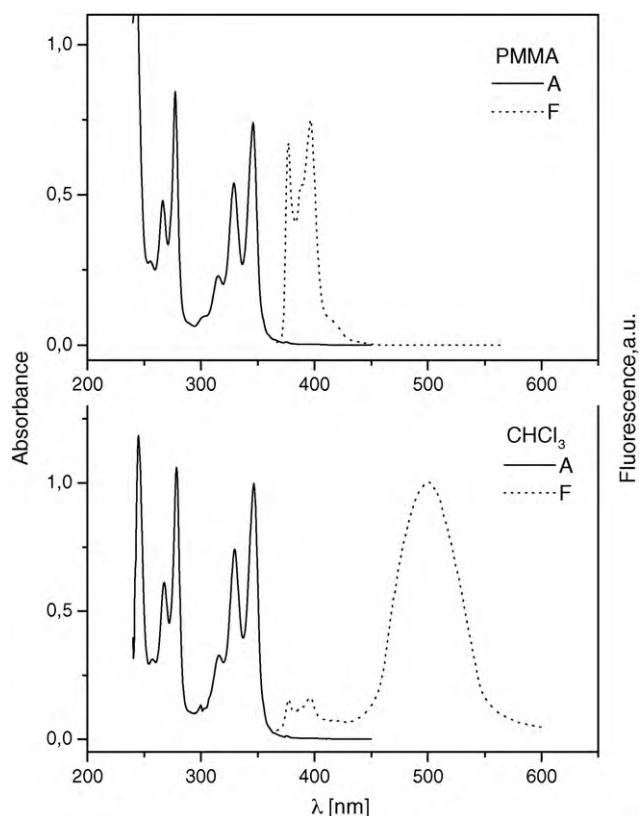 1,0
0,5
0,0
200 300 400 500 600
PMMA
A
F
Absorbance
Fluorescence,a.u.
1,0
0,5
0,0
200 300 400 500 600
CHCl₃
A
F
λ [nm]